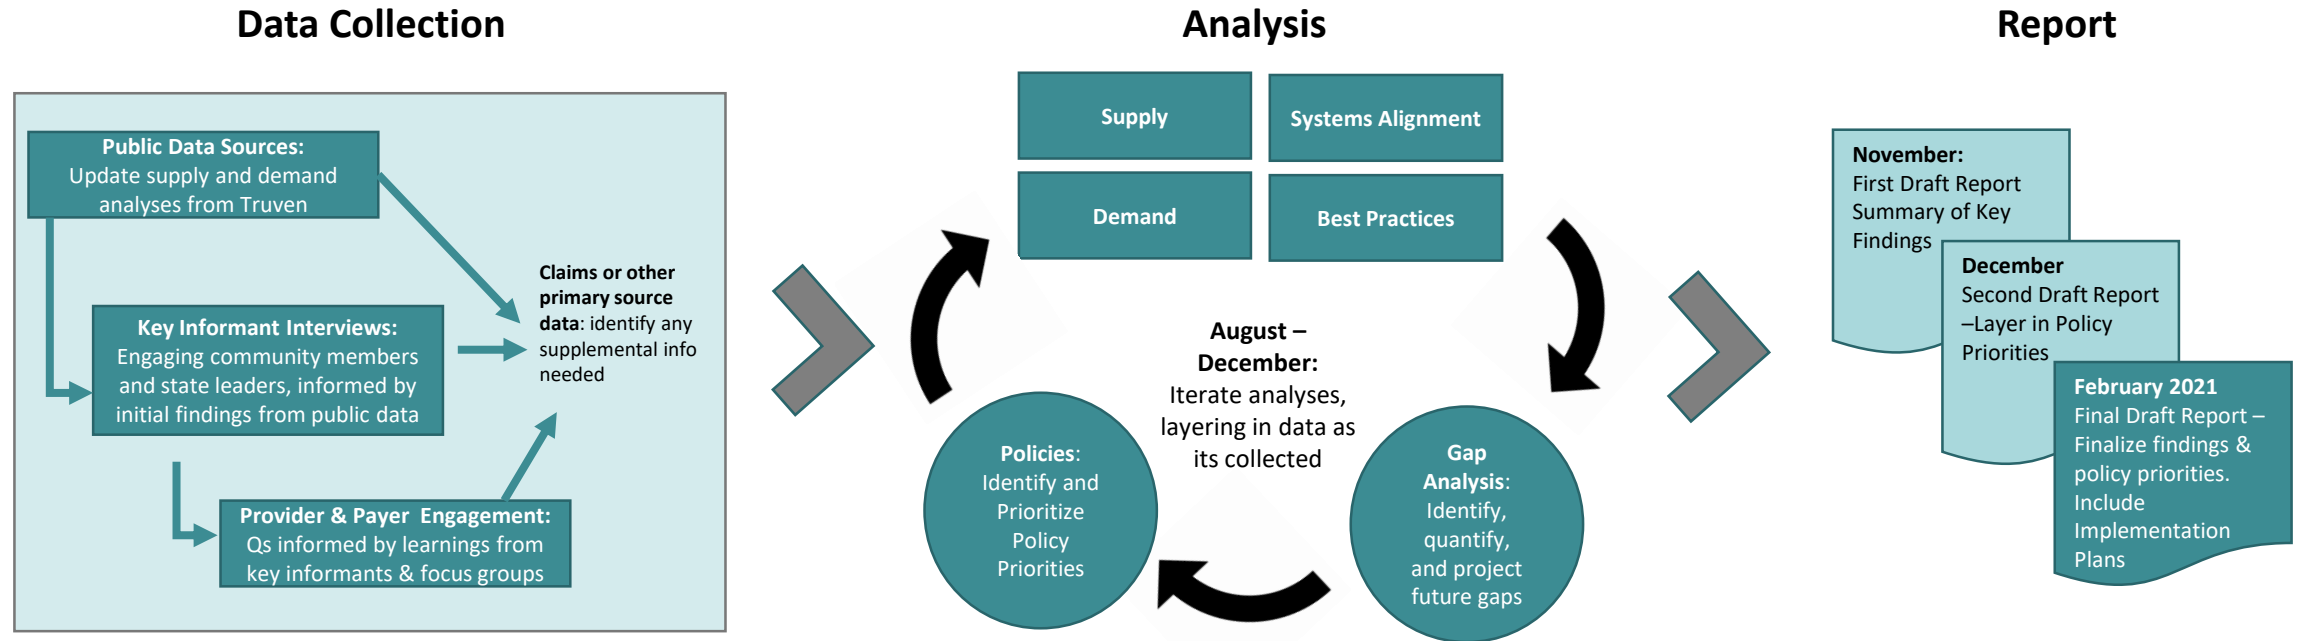 Data Collection
Public Data Sources:
Update supply and demand
analyses from Truven
Key Informant Interviews:
Engaging community members
and state leaders, informed by
initial findings from public data
Provider & Payer  Engagement:
Qs informed by learnings from
key informants & focus groups
Claims or other
primary source
data: identify any
supplemental info
needed
Analysis
Supply
Systems Alignment
Demand
Best Practices
August –
December:
Iterate analyses,
layering in data as
its collected
Policies:
Identify and
Prioritize
Policy
Priorities
Gap
Analysis:
Identify,
quantify,
and project
future gaps
Report
November:
First Draft Report
Summary of Key
Findings
December
Second Draft Report
–Layer in Policy
Priorities
February 2021
Final Draft Report –
Finalize findings &
policy priorities.
Include
Implementation
Plans